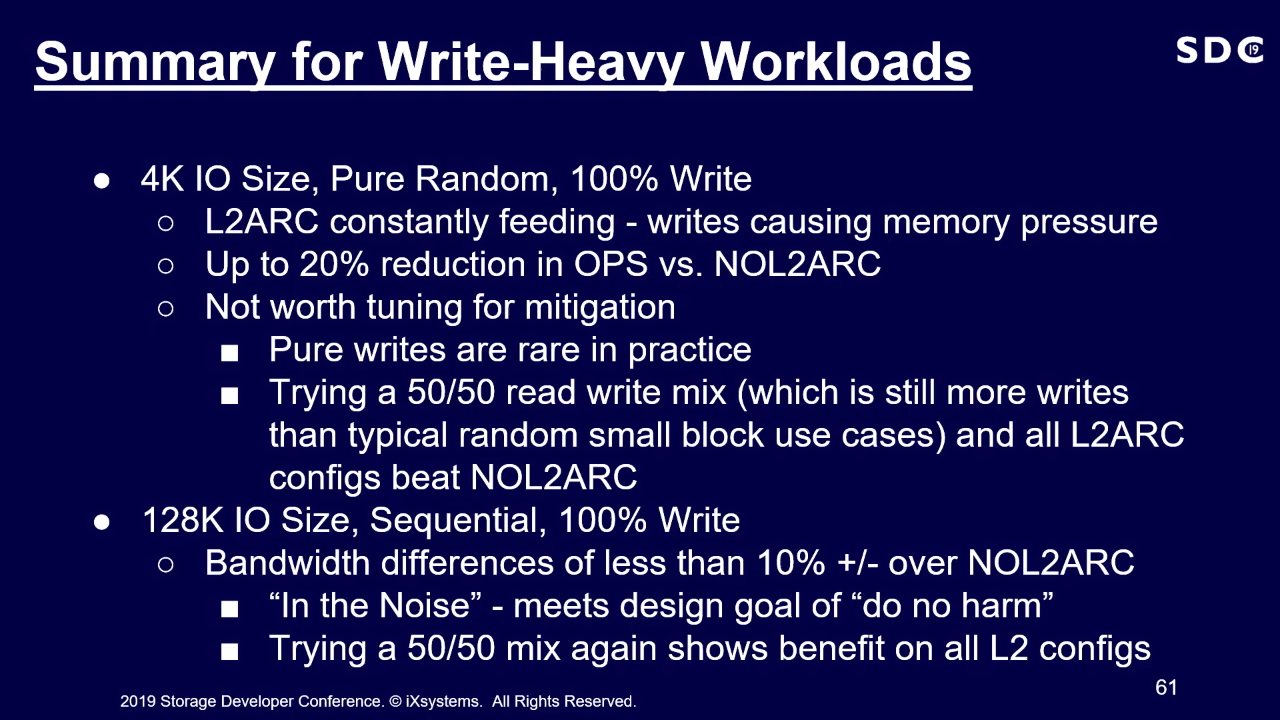 Summary for Write-Heavy Workloads
SDC 19
● 4K IO Size, Pure Random, 100% Write
○ L2ARC constantly feeding - writes causing memory pressure
○ Up to 20% reduction in OPS vs. NOL2ARC
○ Not worth tuning for mitigation
■ Pure writes are rare in practice
■ Trying a 50/50 read write mix (which is still more writes
than typical random small block use cases) and all L2ARC
configs beat NOL2ARC
● 128K IO Size, Sequential, 100% Write
○ Bandwidth differences of less than 10% +/- over NOL2ARC
■ “In the Noise” - meets design goal of “do no harm”
■ Trying a 50/50 mix again shows benefit on all L2 configs
2019 Storage Developer Conference. © iXsystems. All Rights Reserved.
61